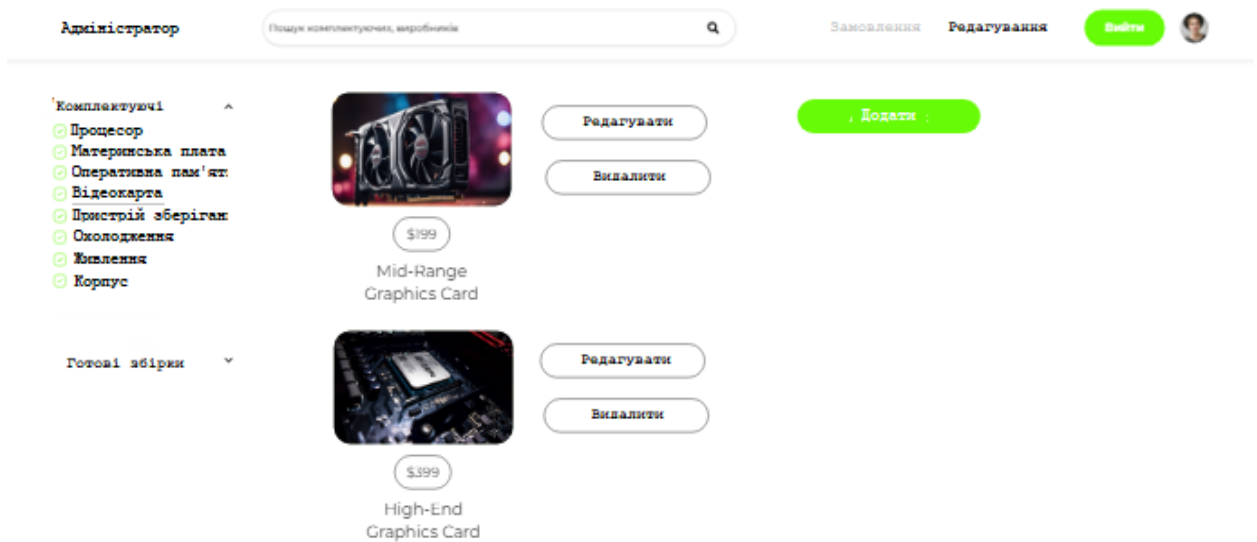 Адміністратор
Пошук комплектуючих, виробників
Замовлення
Редагування
Вийти
Комплектуючі
Процесор
Материнська плата
Оперативна пам'ят
Відеокарта
Пристрій зберіган
Охолодження
Живлення
Корпус
Готові збірки
Редагувати
Видалити
$199
Mid-Range
Graphics Card
Редагувати
Видалити
$399
High-End
Graphics Card
Додати